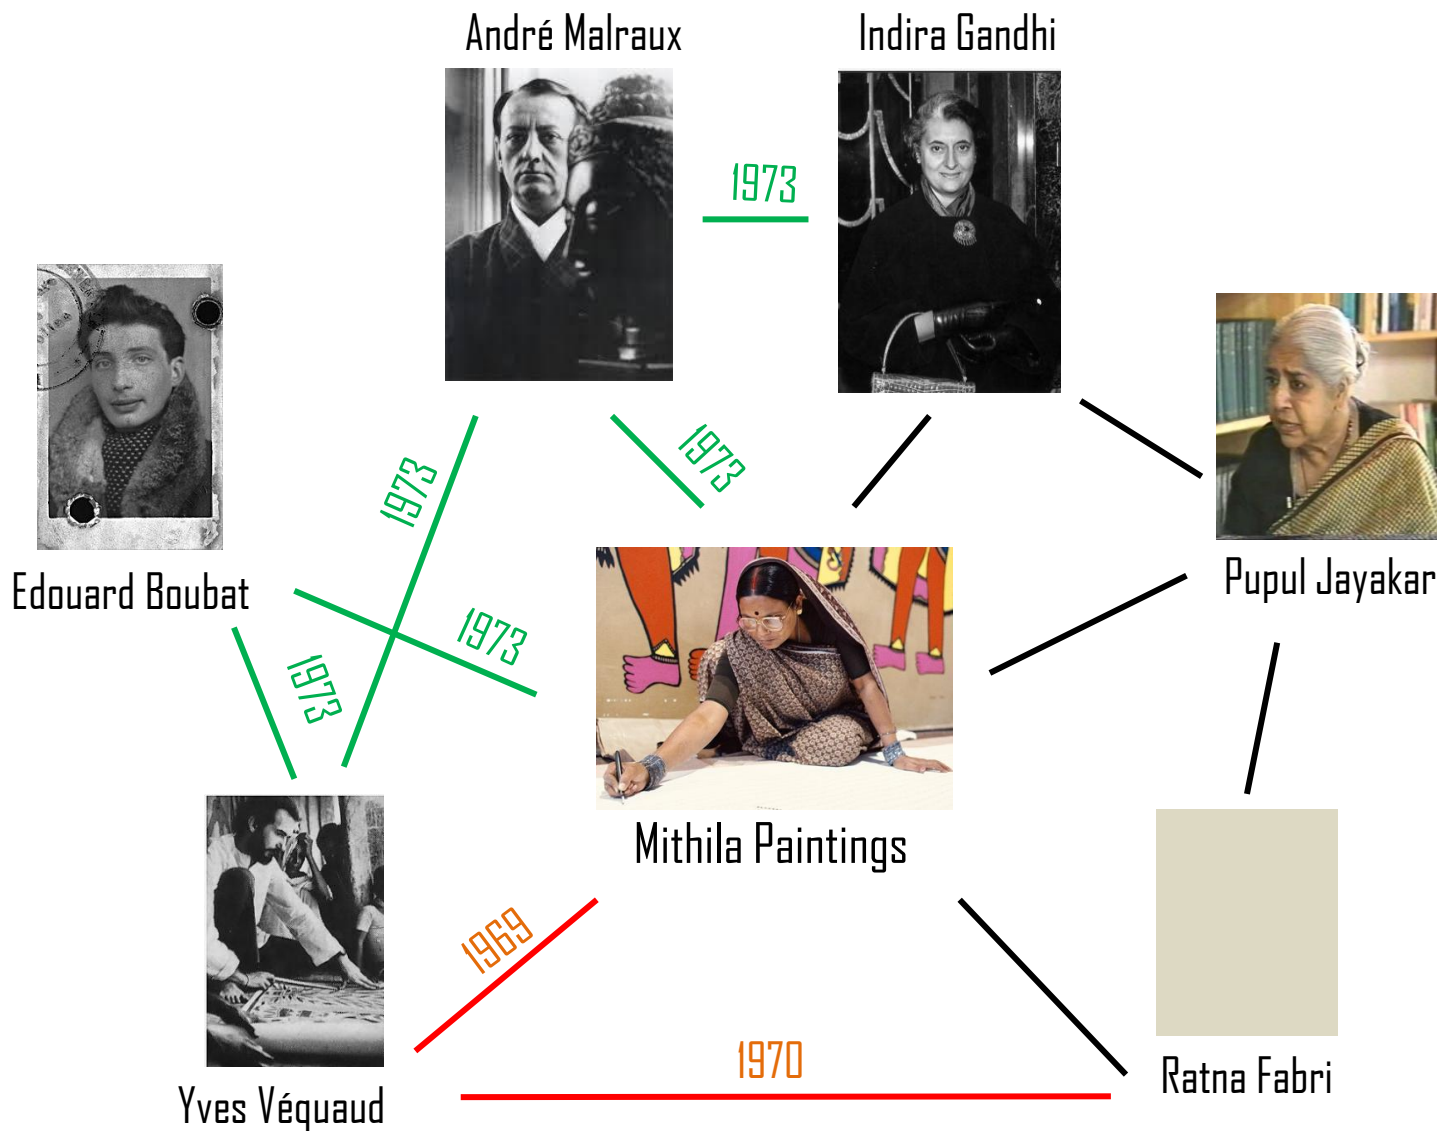 André Malraux
Indira Gandhi
1973
1973
1973
Edouard Boubat
Pupul Jayakar
1973
1973
Mithila Paintings
1969
1970
Ratna Fabri
Yves Véquaud